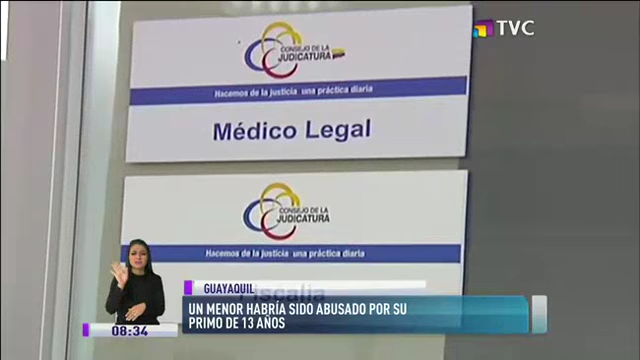 TVC
CONSEJO DE LA
JUDICATURA
Hacemos de la justicia una práctica diaria
Médico Legal
CONSEJO DE LA
JUDICATURA
Hacemos de la justicia una práctica diaria
Fiscalía
GUAYAQUIL
UN MENOR HABRÍA SIDO ABUSADO POR SU
PRIMO DE 13 AÑOS
08:34